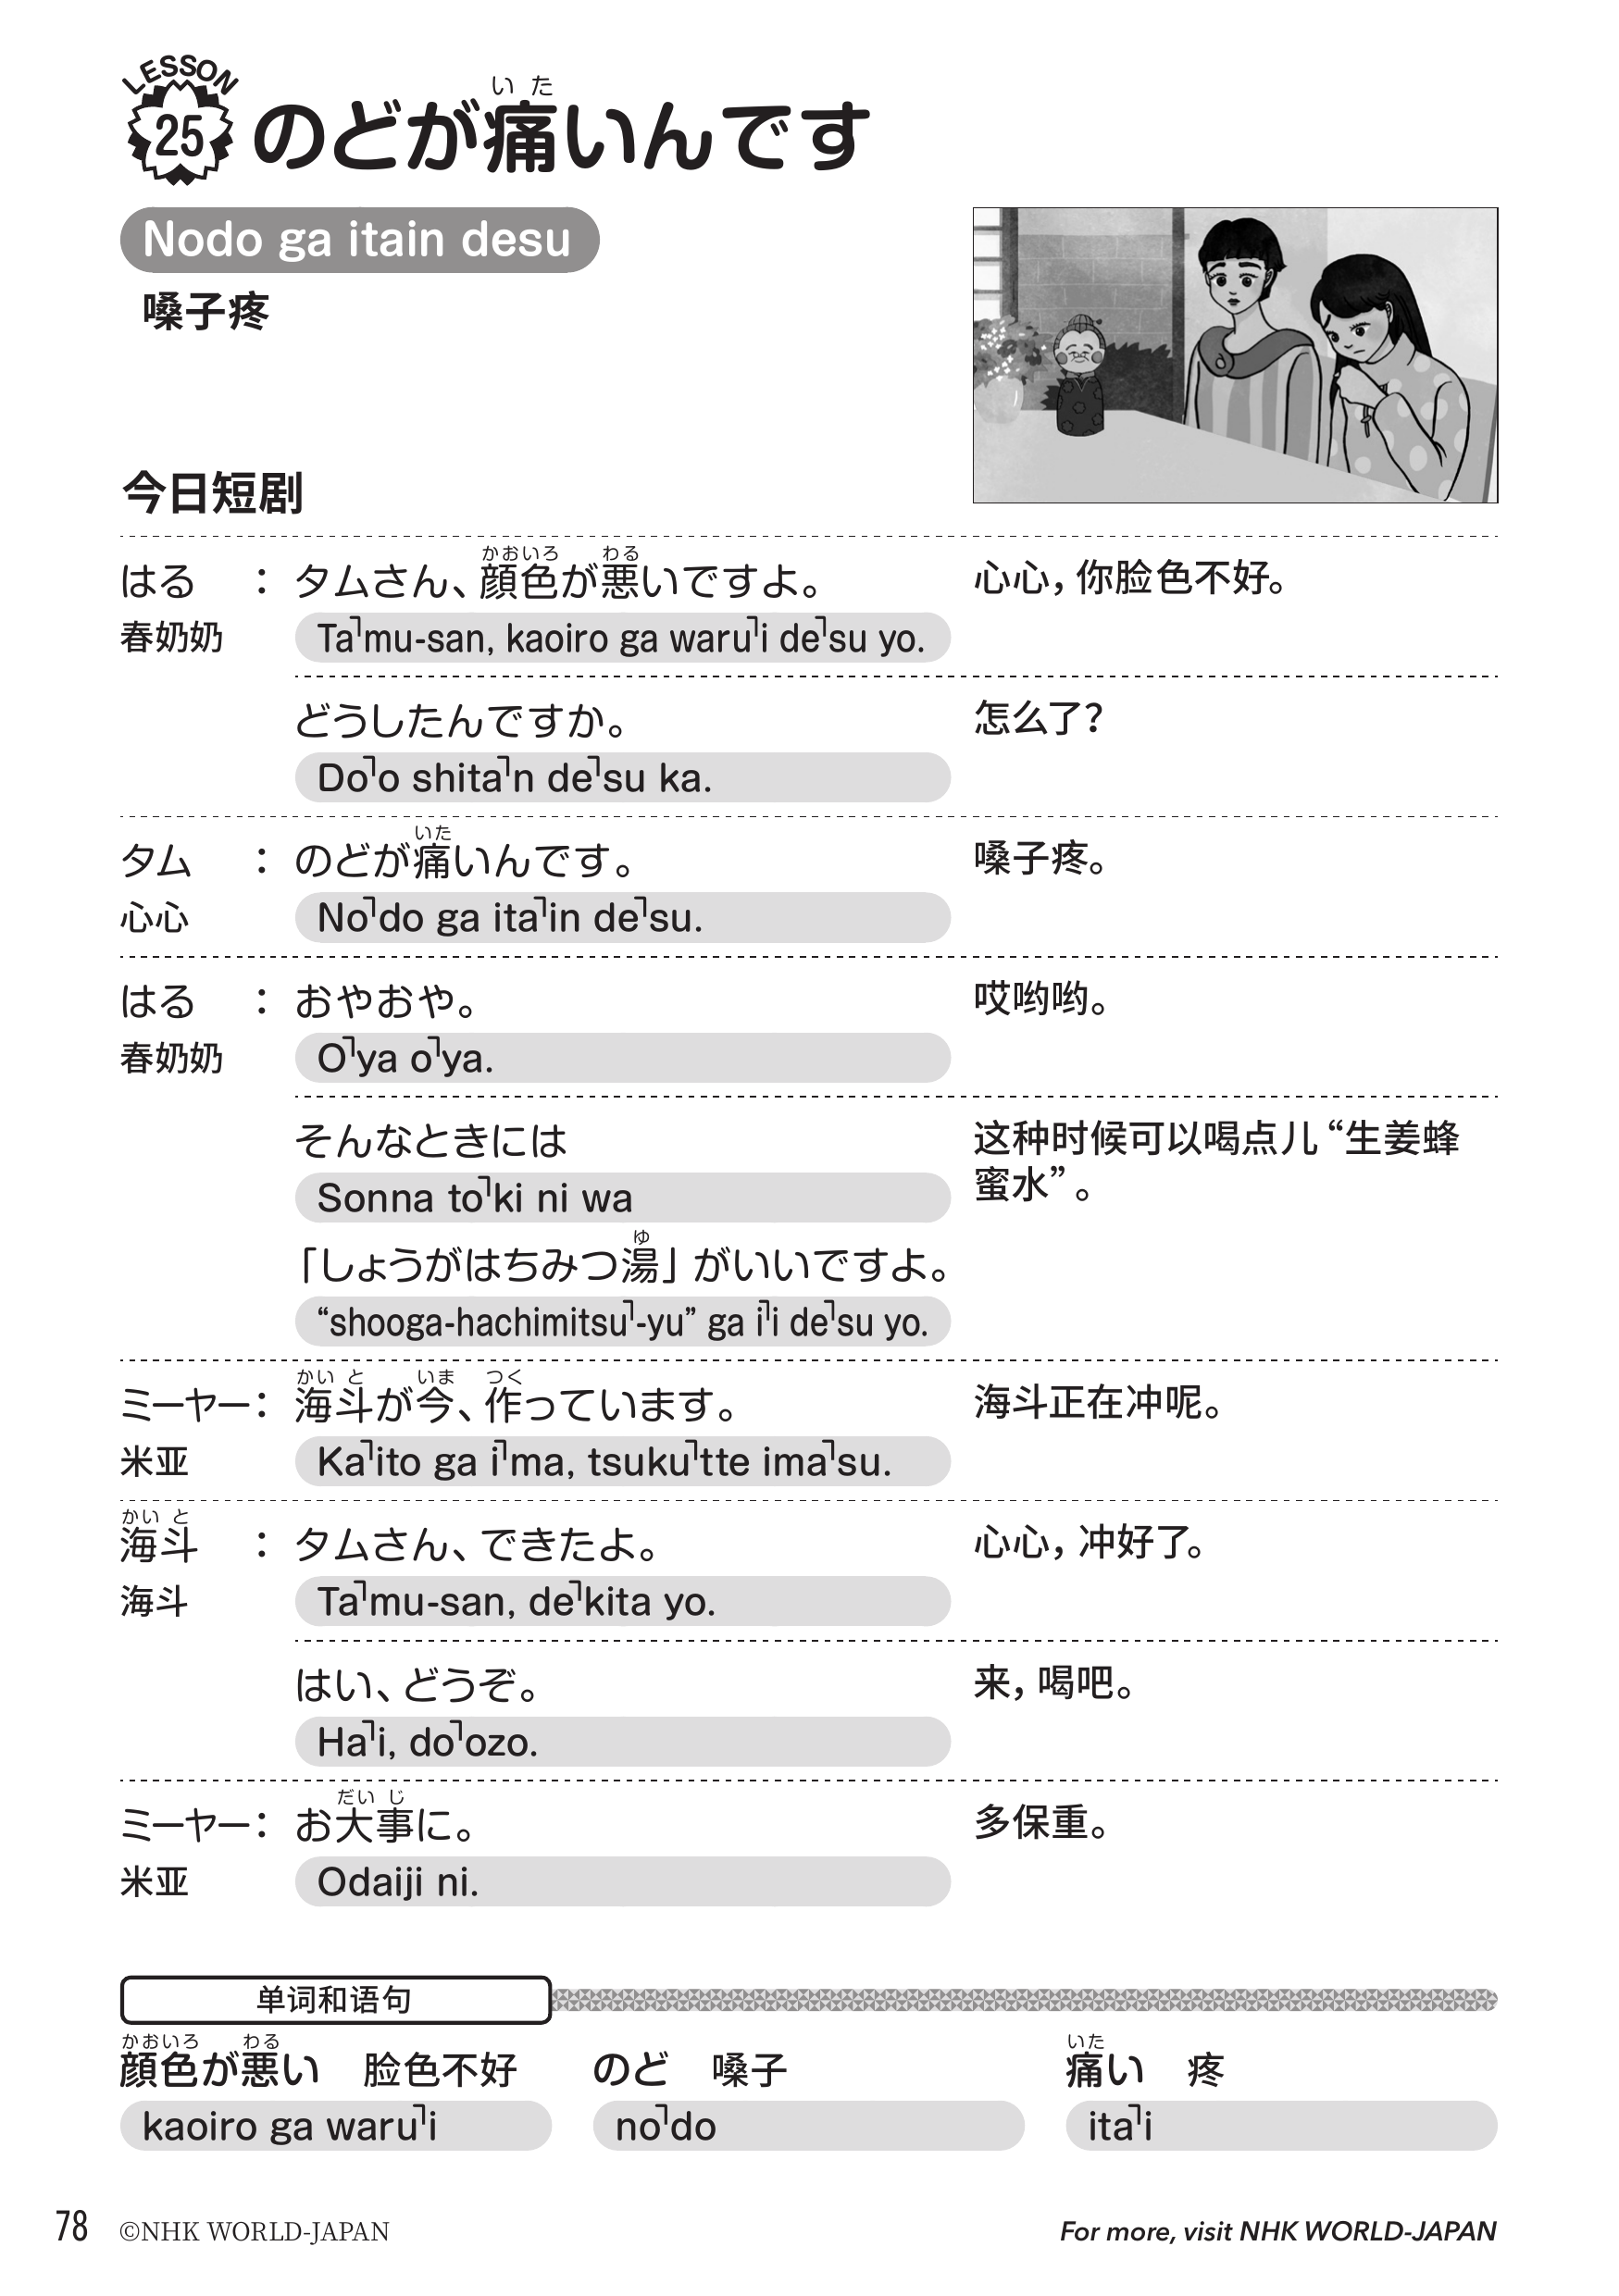 LESSON
25
いた
のどが痛いんです
Nodo ga itain desu
嗓子疼
今日短剧
かおいろ わる
はる ： タムさん、顔色が悪いですよ。 心心，你脸色不好。
春奶奶 Ta˥mu-san, kaoiro ga waru˥i de˥su yo.
どうしたんですか。 怎么了？
Do˥o shita˥n de˥su ka.
いた
タム ： のどが痛いんです。 嗓子疼。
心心 No˥do ga ita˥in de˥su.
はる ： おやおや。 哎哟哟。
春奶奶 O˥ya o˥ya.
そんなときには 这种时候可以喝点儿“生姜蜂
Sonna to˥ki ni wa 蜜水”。
ゆ
「しょうがはちみつ湯」がいいですよ。
“shooga-hachimitsu˥-yu” ga i˥i de˥su yo.
かい と いま つく
ミーヤー： 海斗が今、作っています。 海斗正在冲呢。
米亚 Ka˥ito ga i˥ma, tsuku˥tte ima˥su.
かい と
海斗 ： タムさん、できたよ。 心心，冲好了。
海斗 Ta˥mu-san, de˥kita yo.
はい、どうぞ。 来，喝吧。
Ha˥i, do˥ozo.
だい じ
ミーヤー： お大事に。 多保重。
米亚 Odaiji ni.
单词和语句
かおいろ わる いた
顔色が悪い 脸色不好 のど 嗓子 痛い 疼
kaoiro ga waru˥i no˥do ita˥i
78 ©NHK WORLD-JAPAN For more, visit NHK WORLD-JAPAN